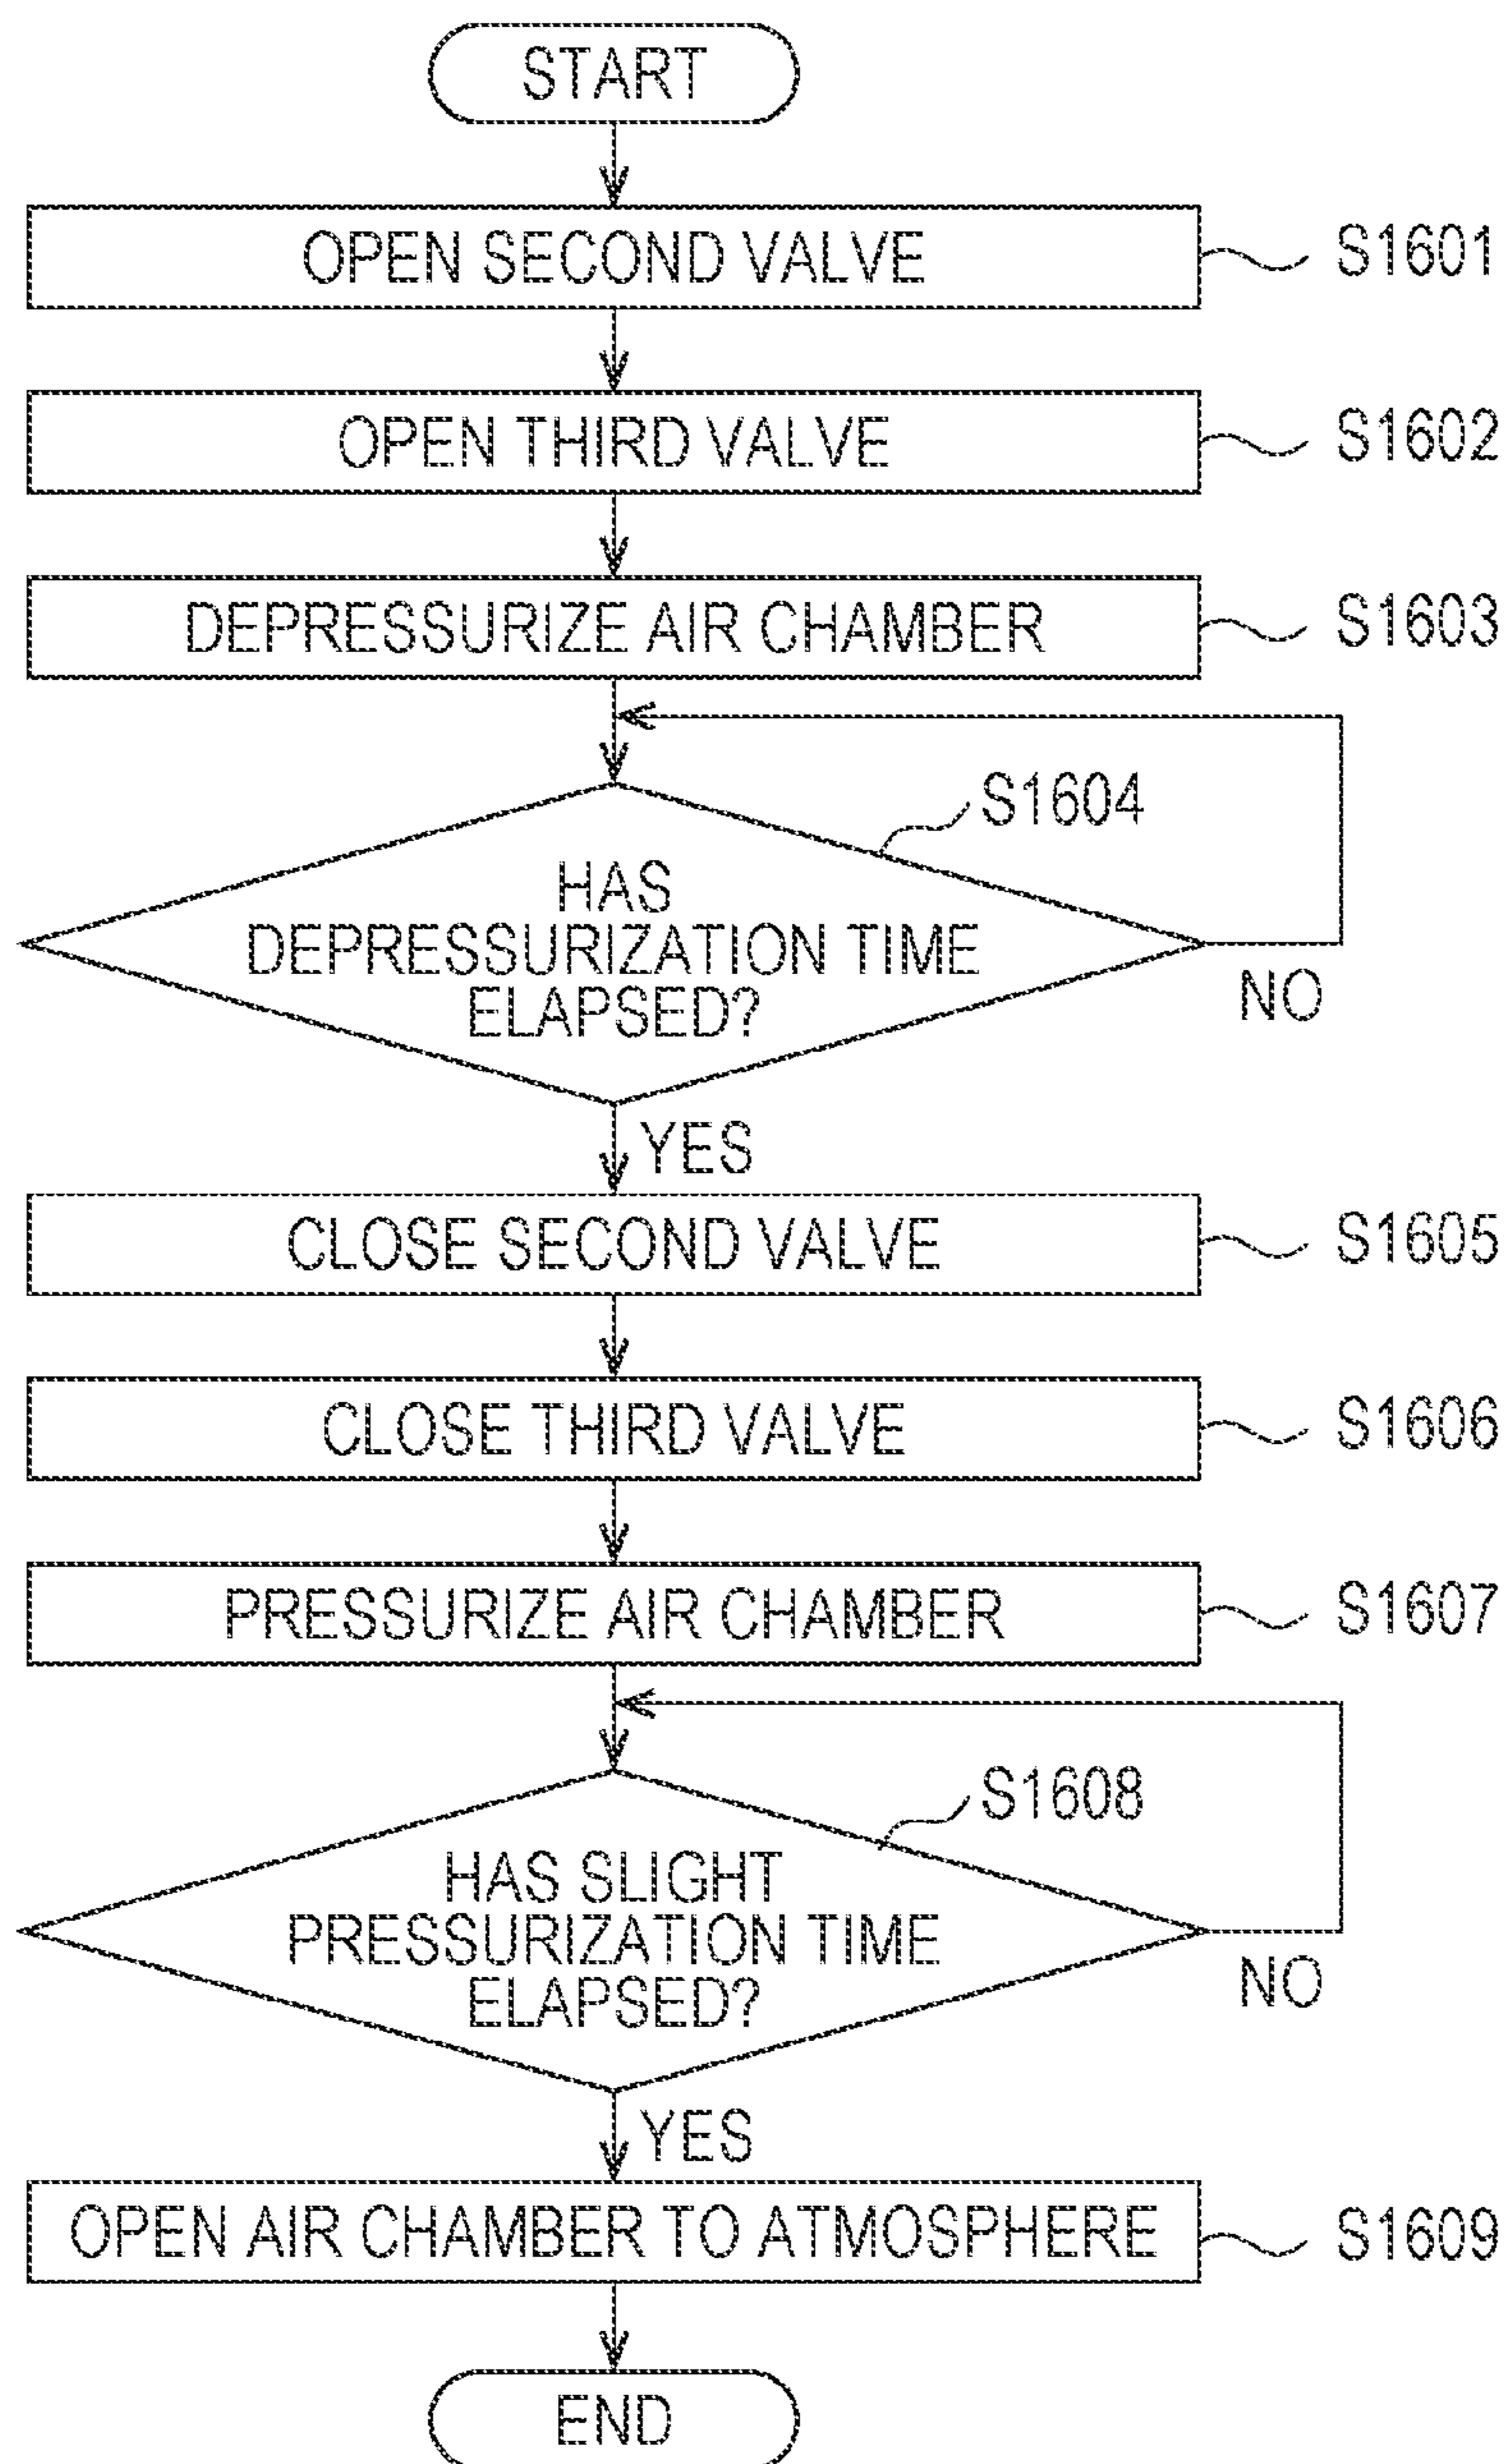 START
OPEN SECOND VALVE
S1601
OPEN THIRD VALVE
S1602
DEPRESSURIZE AIR CHAMBER
S1603
S1604
HAS
DEPRESSURIZATION TIME
ELAPSED?
NO
YES
CLOSE SECOND VALVE
S1605
CLOSE THIRD VALVE
S1606
PRESSURIZE AIR CHAMBER
S1607
S1608
HAS SLIGHT
PRESSURIZATION TIME
ELAPSED?
NO
YES
OPEN AIR CHAMBER TO ATMOSPHERE
S1609
END